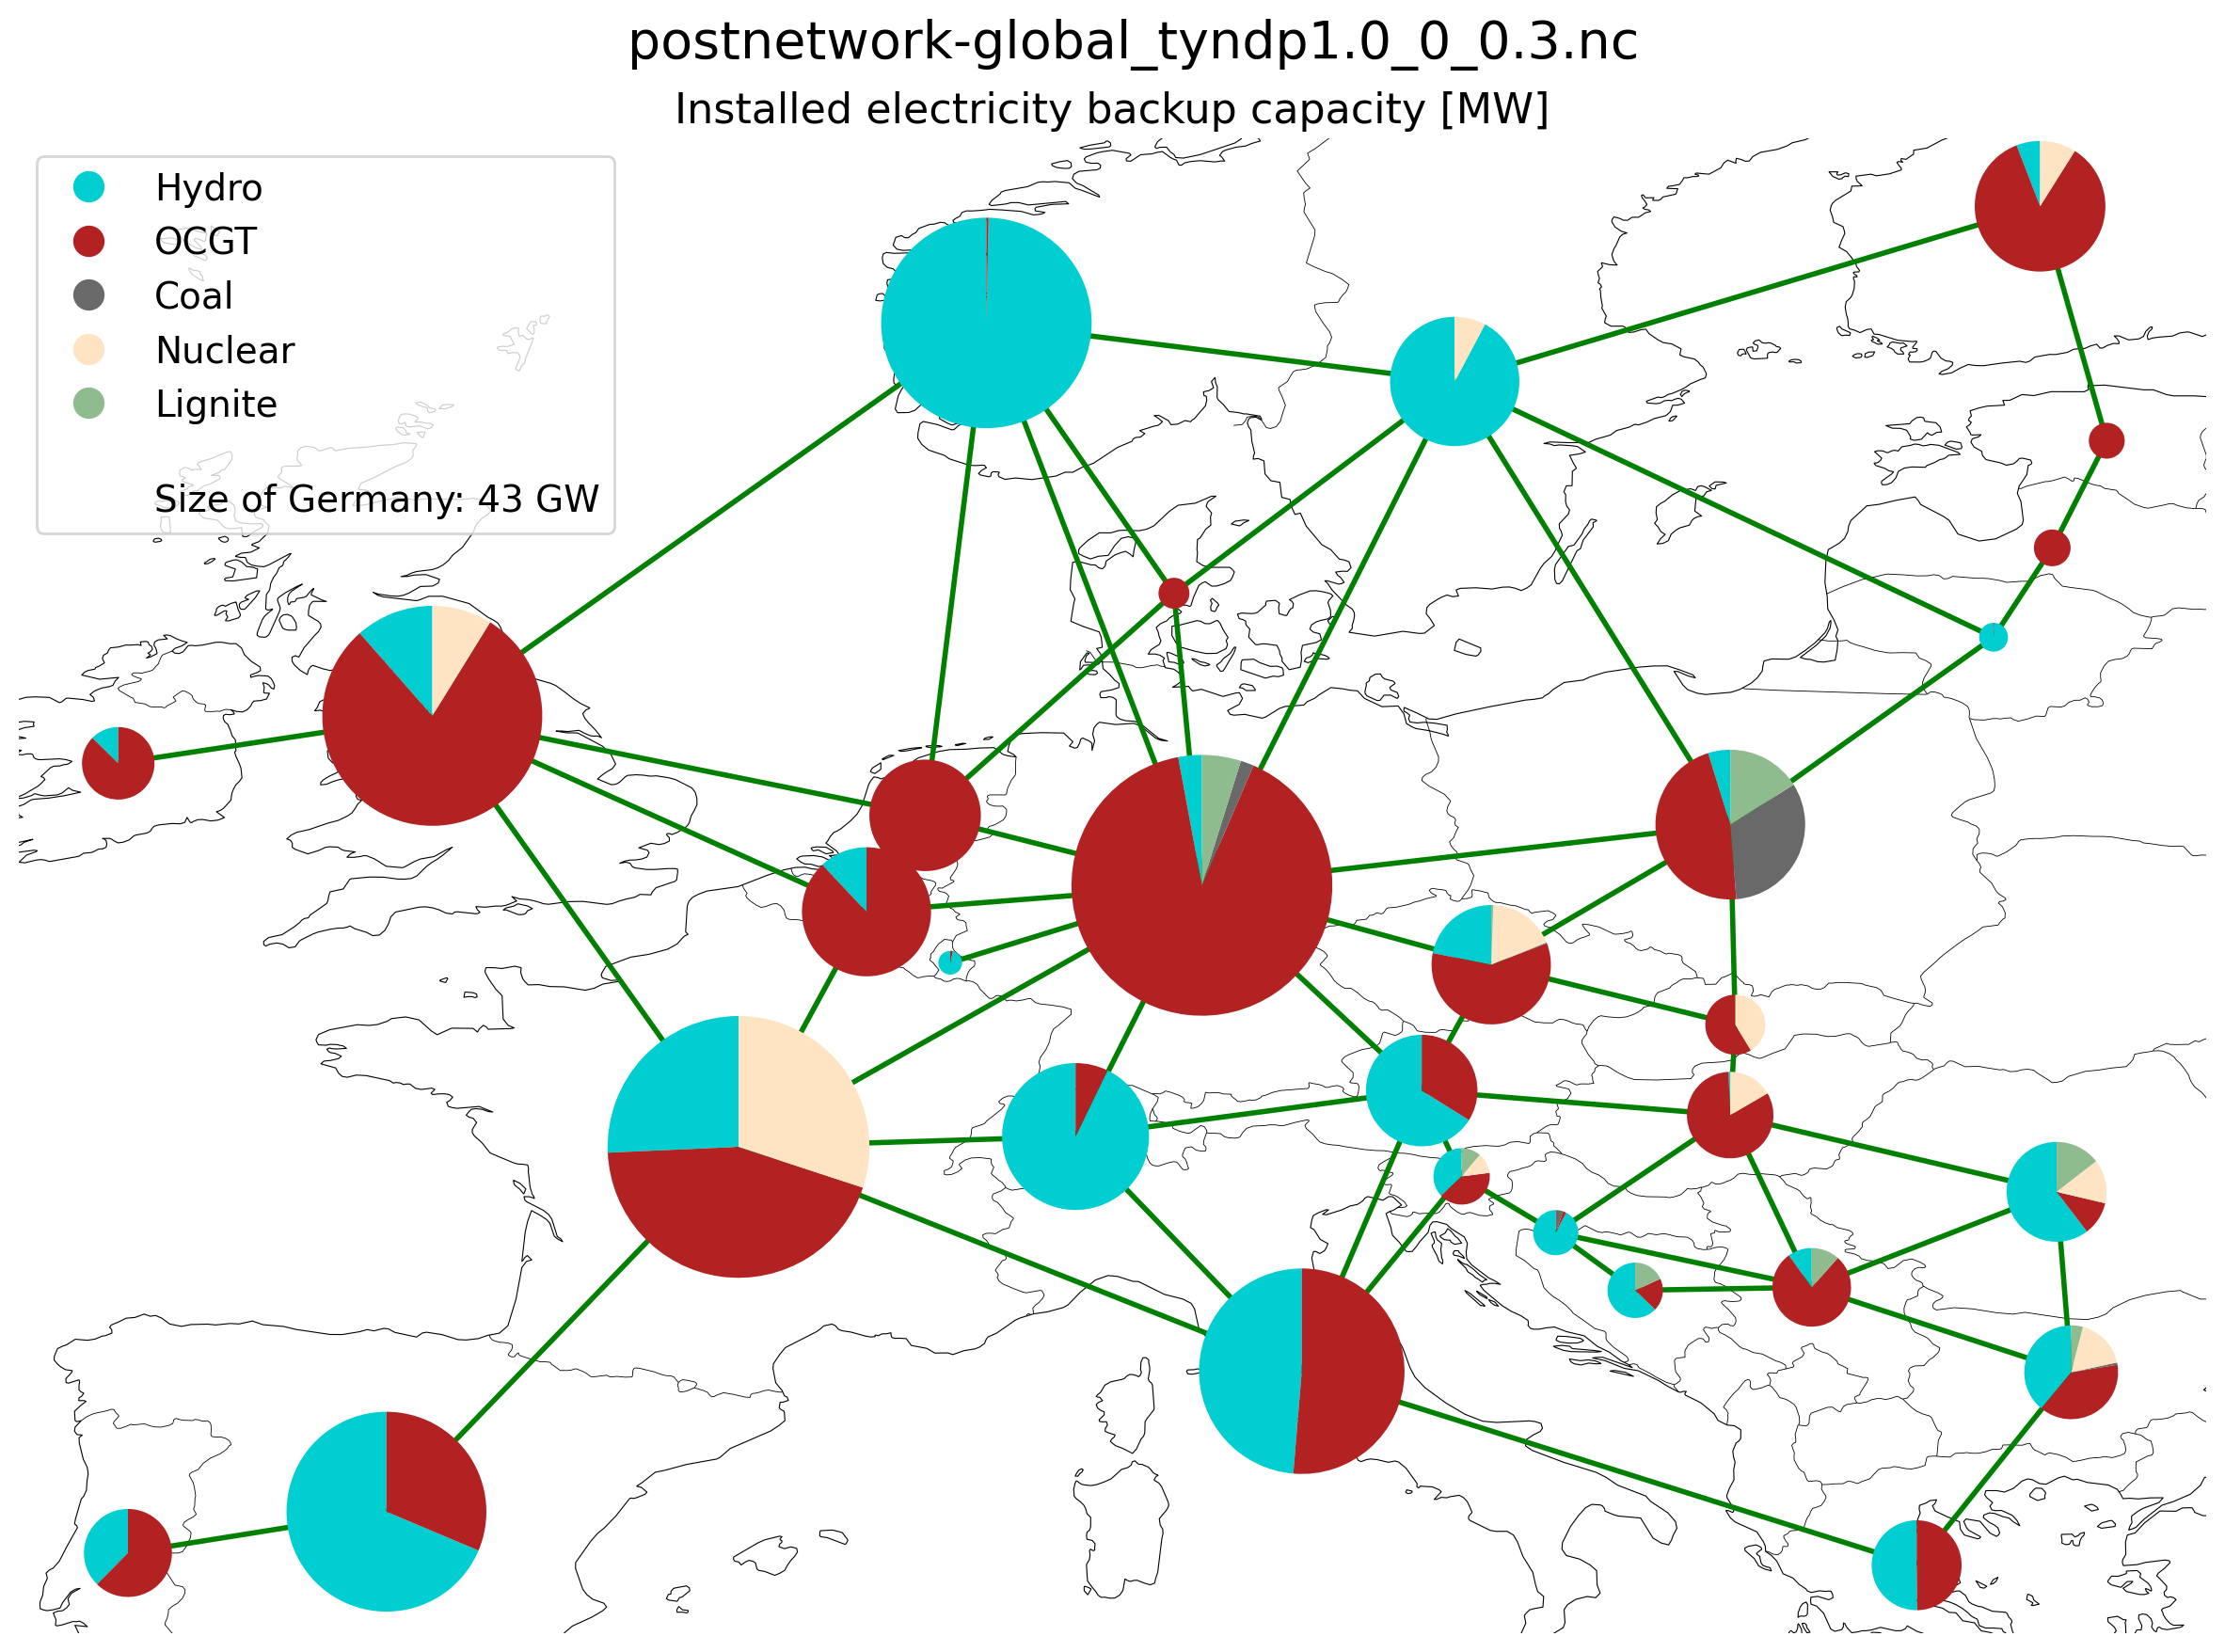 postnetwork-global_tyndp1.0_0_0.3.nc
Installed electricity backup capacity [MW]
Hydro
OCGT
Coal
Nuclear
Lignite
Size of Germany: 43 GW